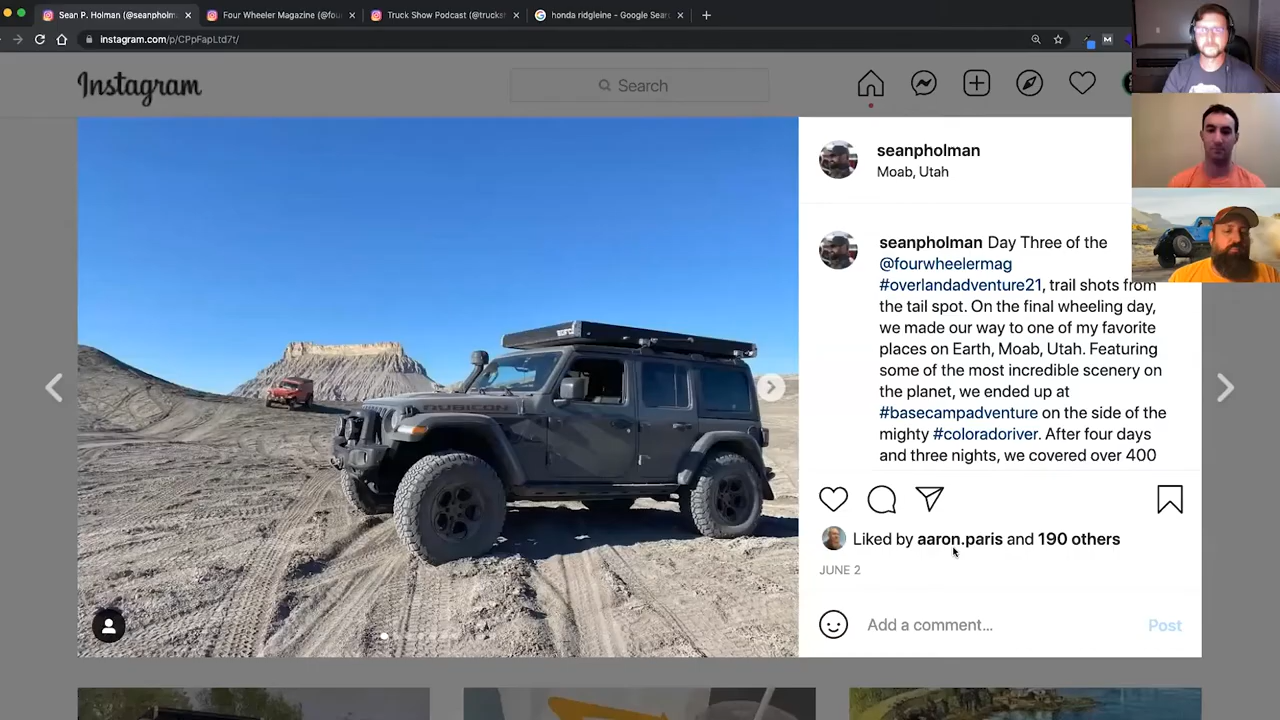 Sean P. Holman (@seanpholm
Four Wheeler Magazine (@fou
Truck Show Podcast (@trucks
honda ridgleine - Google Sear
instagram.com/p/CPpFapLtd7t/
Instagram
Search
seanpholman
Moab, Utah
seanpholman Day Three of the
@fourwheelermag
#overlandadventure21, trail shots from
the tail spot. On the final wheeling day,
we made our way to one of my favorite
places on Earth, Moab, Utah. Featuring
some of the most incredible scenery on
the planet, we ended up at
#basecampadventure on the side of the
mighty #coloradoriver. After four days
and three nights, we covered over 400
RUBICON
Liked by aaron.paris and 190 others
JUNE 2
Add a comment...
Post